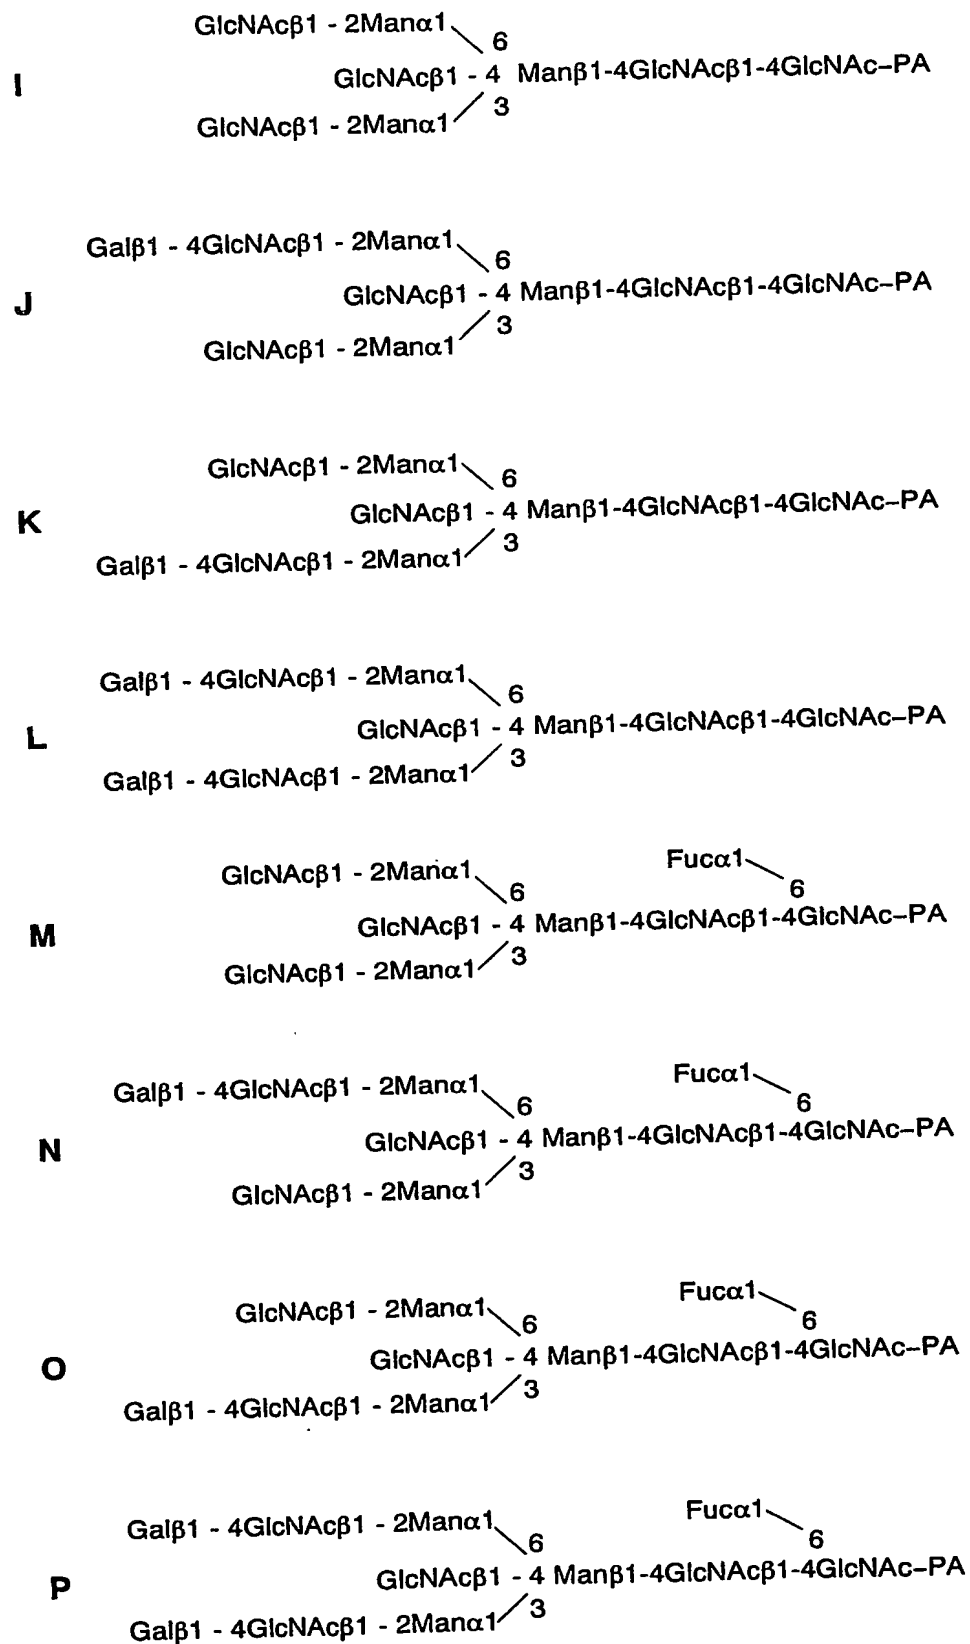 GlcNAcβ1 - 2Manα1
6
I
GlcNAcβ1 - 4 Manβ1-4GlcNAcβ1-4GlcNAc–PA
3
GlcNAcβ1 - 2Manα1
Galβ1 - 4GlcNAcβ1 - 2Manα1
6
J
GlcNAcβ1 - 4 Manβ1-4GlcNAcβ1-4GlcNAc–PA
3
GlcNAcβ1 - 2Manα1
GlcNAcβ1 - 2Manα1
6
K
GlcNAcβ1 - 4 Manβ1-4GlcNAcβ1-4GlcNAc–PA
3
Galβ1 - 4GlcNAcβ1 - 2Manα1
Galβ1 - 4GlcNAcβ1 - 2Manα1
6
L
GlcNAcβ1 - 4 Manβ1-4GlcNAcβ1-4GlcNAc–PA
3
Galβ1 - 4GlcNAcβ1 - 2Manα1
GlcNAcβ1 - 2Manα1 Fucα1
6 6
M
GlcNAcβ1 - 4 Manβ1-4GlcNAcβ1-4GlcNAc–PA
3
GlcNAcβ1 - 2Manα1
Galβ1 - 4GlcNAcβ1 - 2Manα1 Fucα1
6 6
N
GlcNAcβ1 - 4 Manβ1-4GlcNAcβ1-4GlcNAc–PA
3
GlcNAcβ1 - 2Manα1
GlcNAcβ1 - 2Manα1 Fucα1
6 6
O
GlcNAcβ1 - 4 Manβ1-4GlcNAcβ1-4GlcNAc–PA
3
Galβ1 - 4GlcNAcβ1 - 2Manα1
Galβ1 - 4GlcNAcβ1 - 2Manα1 Fucα1
6 6
P
GlcNAcβ1 - 4 Manβ1-4GlcNAcβ1-4GlcNAc–PA
3
Galβ1 - 4GlcNAcβ1 - 2Manα1